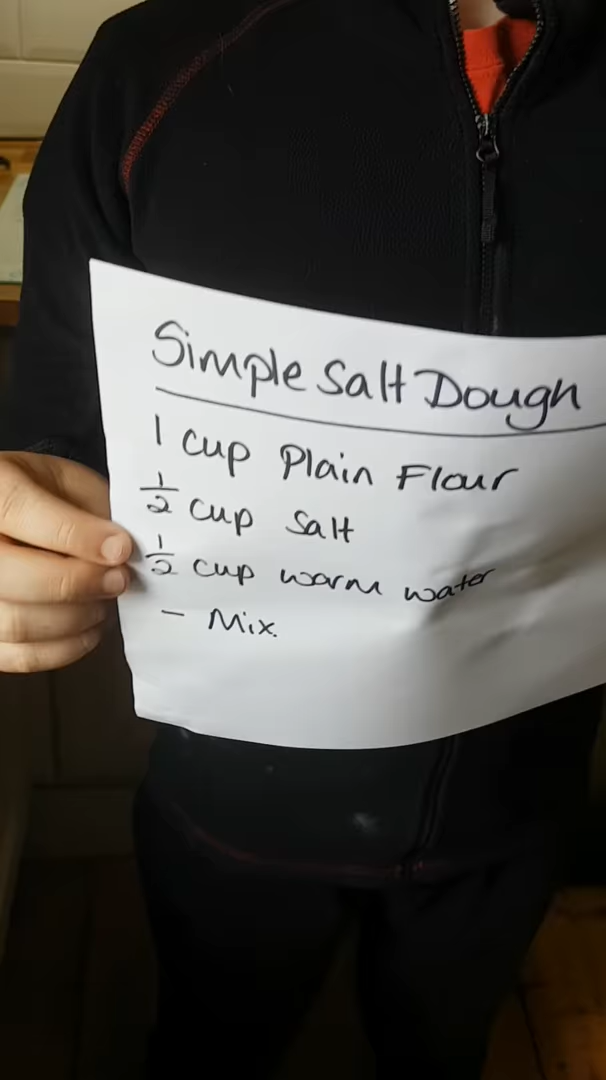 Simple Salt Dough
1 cup Plain Flour
1/2 cup Salt
1/2 cup warm water
- Mix.